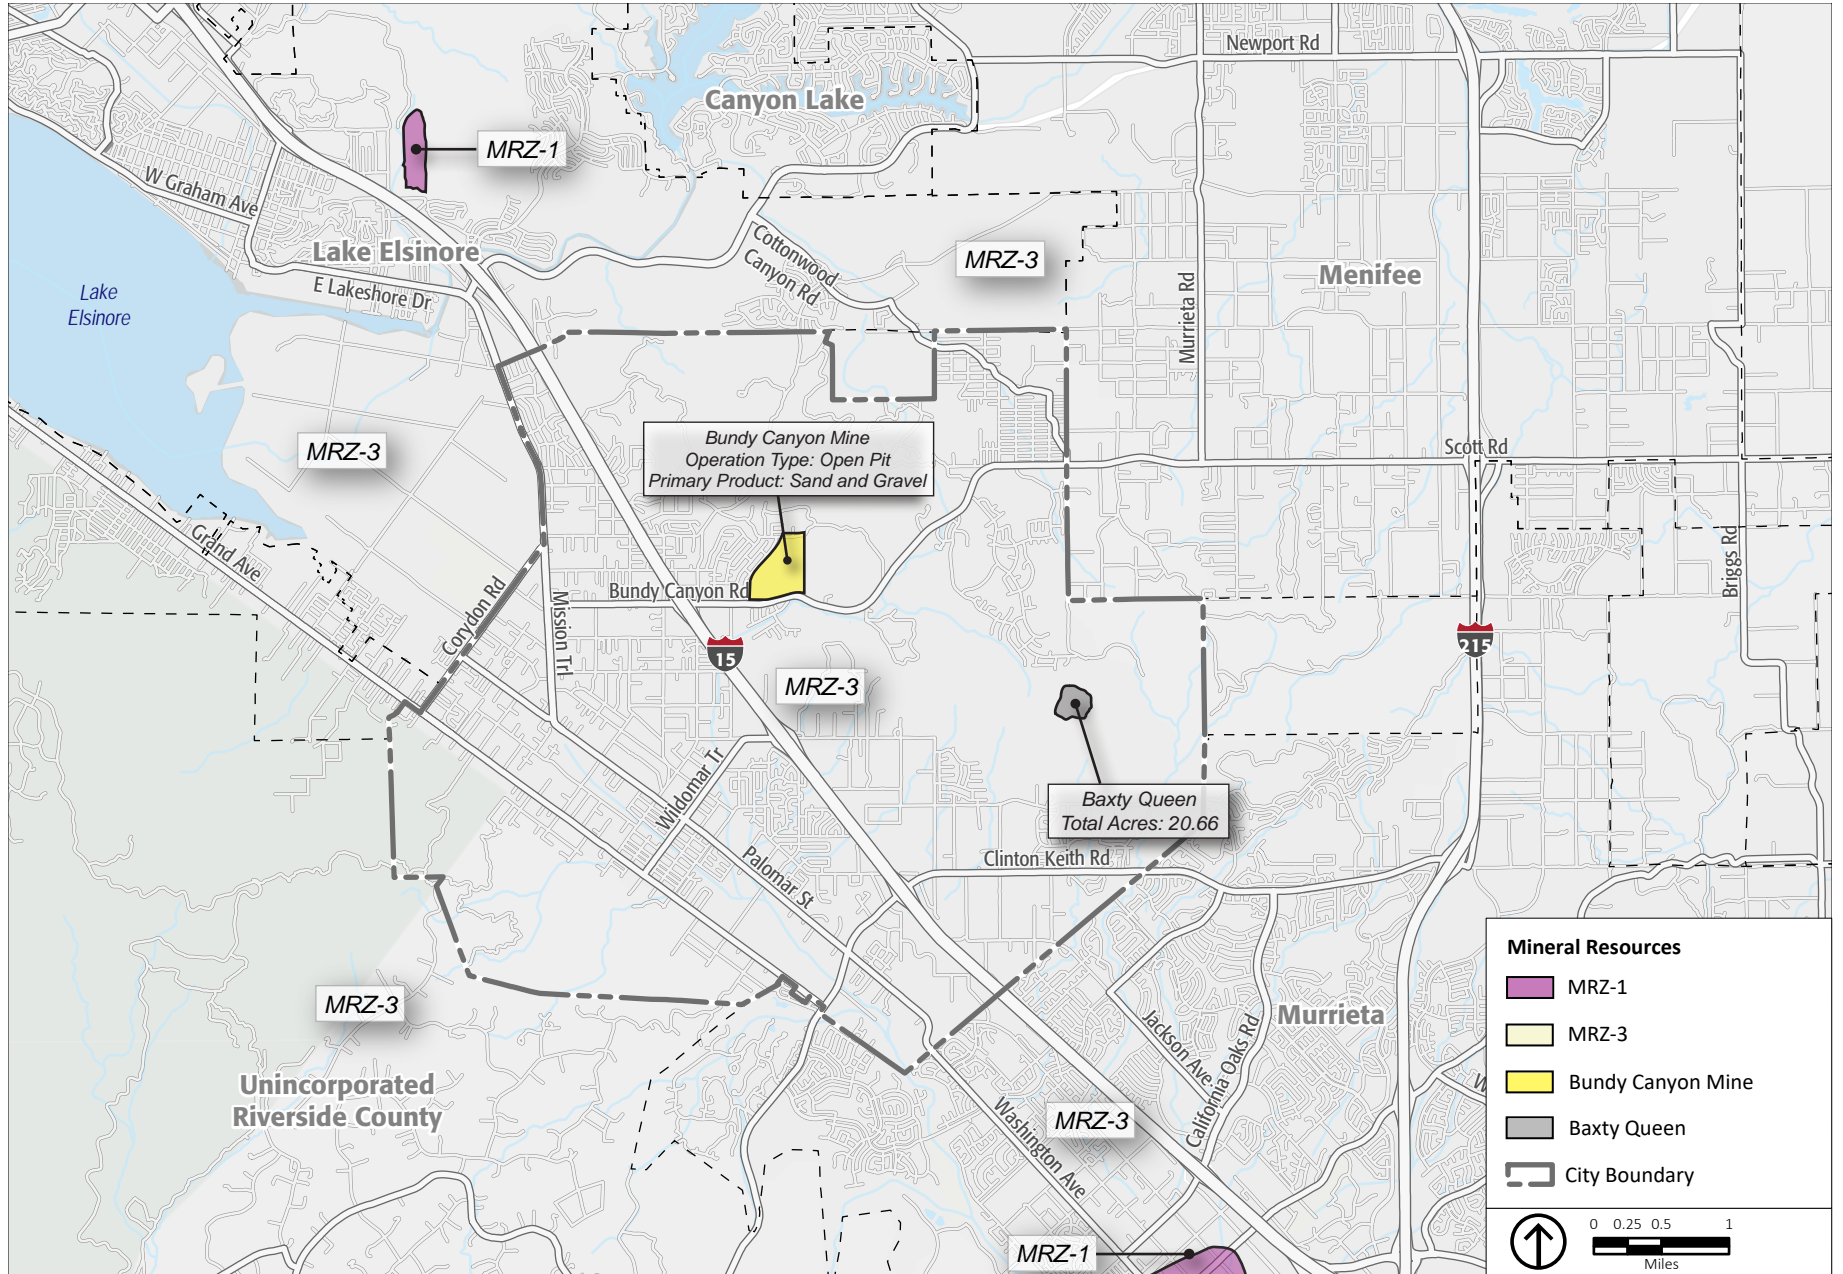 Newport Rd
Canyon Lake
MRZ-1
W Graham Ave
Lake Elsinore
Cottonwood
Canyon Rd
MRZ-3
Menifee
Murrieta Rd
Lake
Elsinore
E Lakeshore Dr
MRZ-3
Bundy Canyon Mine
Operation Type: Open Pit
Primary Product: Sand and Gravel
Scott Rd
Grand Ave
Corydon Rd
Mission Trl
Bundy Canyon Rd
Briggs Rd
15
215
MRZ-3
Wildomar Tr
Baxty Queen
Total Acres: 20.66
Palomar St
Clinton Keith Rd
MRZ-3
Unincorporated
Riverside County
Murrieta
Jackson Ave
California Oaks Rd
MRZ-3
Washington Ave
MRZ-1
W
Mineral Resources
MRZ-1
MRZ-3
Bundy Canyon Mine
Baxty Queen
City Boundary
0 0.25 0.5 1
Miles